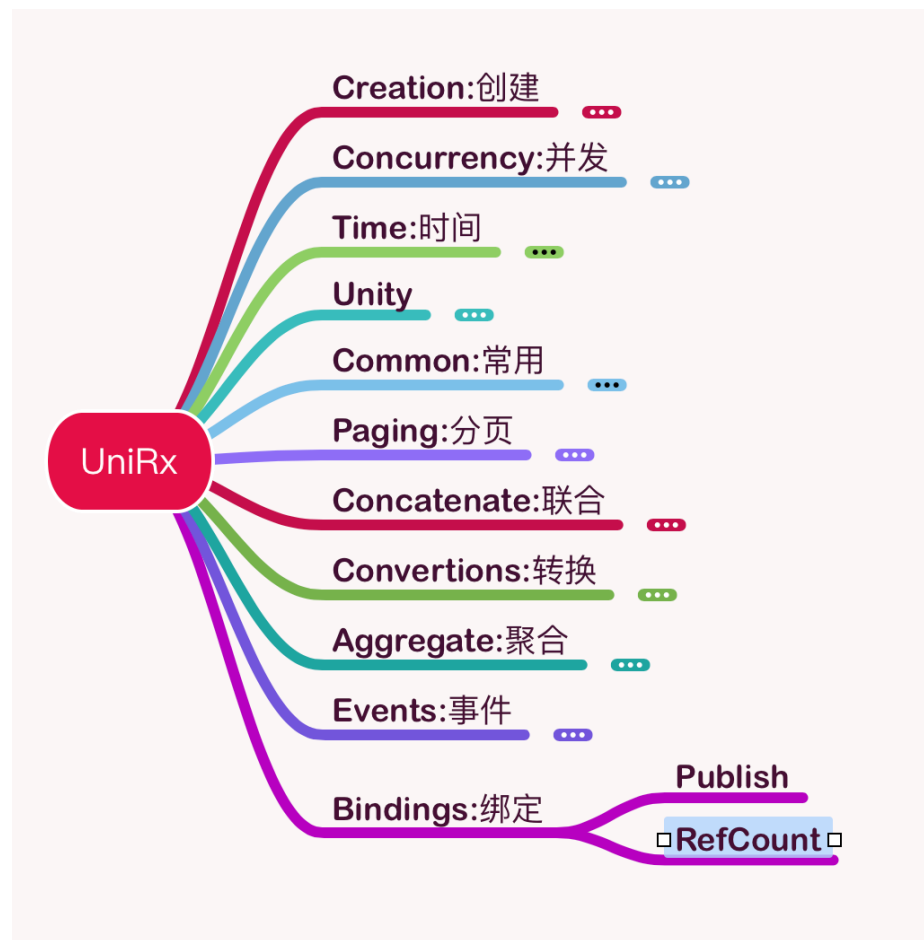 Creation:创建
Concurrency:并发
Time:时间
Unity
Common:常用
Paging:分页
UniRx
Concatenate:联合
Convertions:转换
Aggregate:聚合
Events:事件
Bindings:绑定
Publish
RefCount